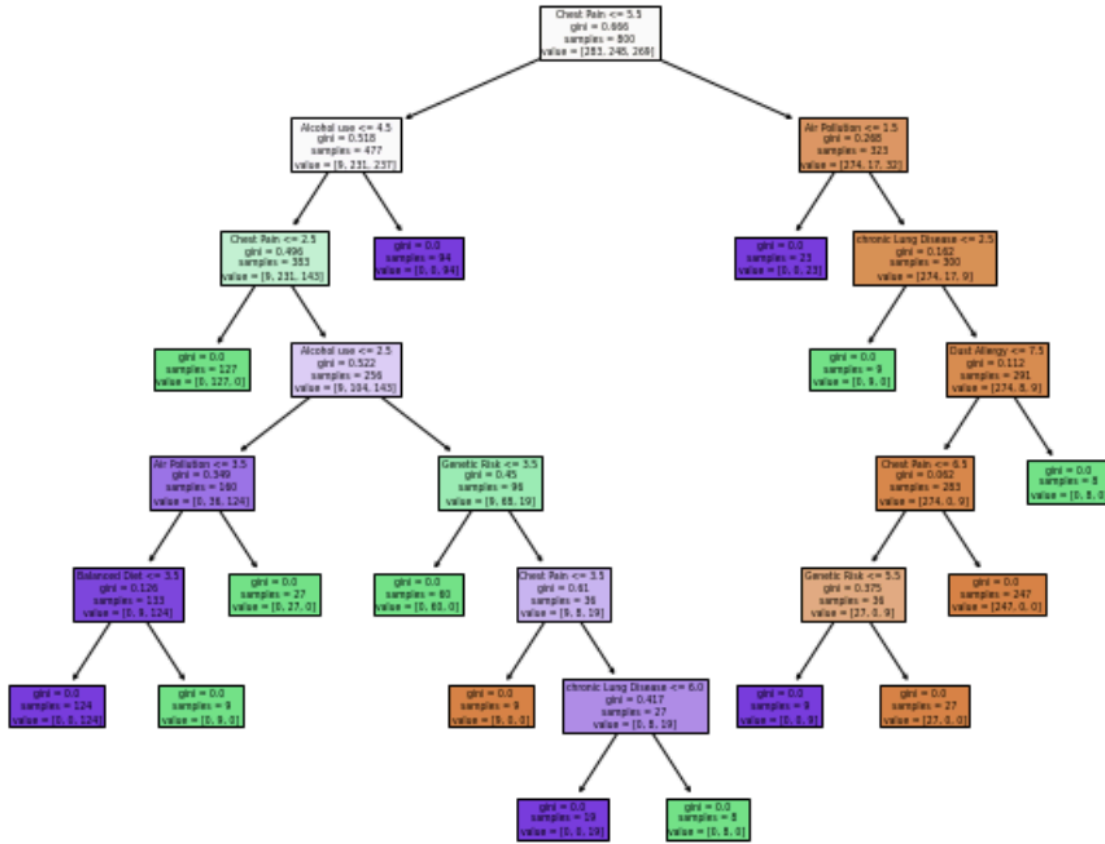 Chest Pain <= 5.5
gini = 0.666
samples = 800
value = [283, 248, 269]
Alcohol use <= 4.5
gini = 0.518
samples = 477
value = [9, 231, 237]
Air Pollution <= 1.5
gini = 0.268
samples = 323
value = [274, 17, 32]
Chest Pain <= 2.5
gini = 0.496
samples = 383
value = [9, 231, 143]
gini = 0.0
samples = 94
value = [0, 0, 94]
gini = 0.0
samples = 23
value = [0, 0, 23]
chronic Lung Disease <= 2.5
gini = 0.162
samples = 300
value = [274, 17, 9]
gini = 0.0
samples = 127
value = [0, 127, 0]
Alcohol use <= 2.5
gini = 0.522
samples = 256
value = [9, 104, 143]
gini = 0.0
samples = 9
value = [0, 9, 0]
Dust Allergy <= 7.5
gini = 0.112
samples = 291
value = [274, 8, 9]
Air Pollution <= 3.5
gini = 0.349
samples = 160
value = [0, 36, 124]
Genetic Risk <= 3.5
gini = 0.45
samples = 96
value = [9, 68, 19]
Chest Pain <= 6.5
gini = 0.062
samples = 283
value = [274, 0, 9]
gini = 0.0
samples = 8
value = [0, 8, 0]
Balanced Diet <= 3.5
gini = 0.126
samples = 133
value = [0, 9, 124]
gini = 0.0
samples = 27
value = [0, 27, 0]
gini = 0.0
samples = 60
value = [0, 60, 0]
Chest Pain <= 3.5
gini = 0.61
samples = 36
value = [9, 8, 19]
Genetic Risk <= 5.5
gini = 0.375
samples = 36
value = [27, 0, 9]
gini = 0.0
samples = 247
value = [247, 0, 0]
gini = 0.0
samples = 124
value = [0, 0, 124]
gini = 0.0
samples = 9
value = [0, 9, 0]
gini = 0.0
samples = 9
value = [9, 0, 0]
chronic Lung Disease <= 6.0
gini = 0.417
samples = 27
value = [0, 8, 19]
gini = 0.0
samples = 9
value = [0, 0, 9]
gini = 0.0
samples = 27
value = [27, 0, 0]
gini = 0.0
samples = 19
value = [0, 0, 19]
gini = 0.0
samples = 8
value = [0, 8, 0]